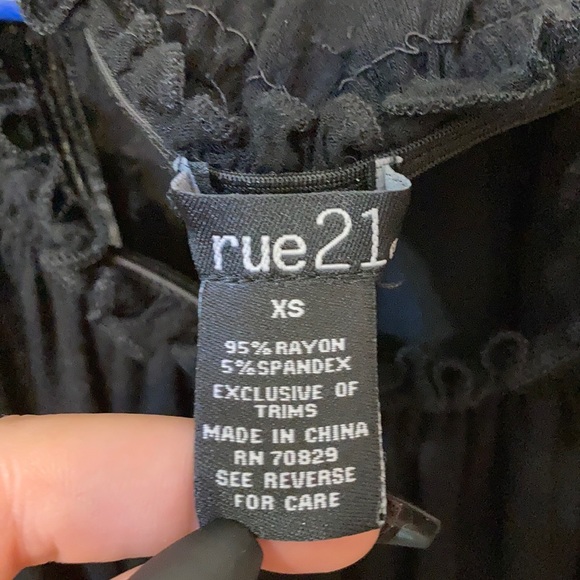 rue21
XS
95% RAYON
5% SPANDEX
EXCLUSIVE OF
TRIMS
MADE IN CHINA
RN 70829
SEE REVERSE
FOR CARE